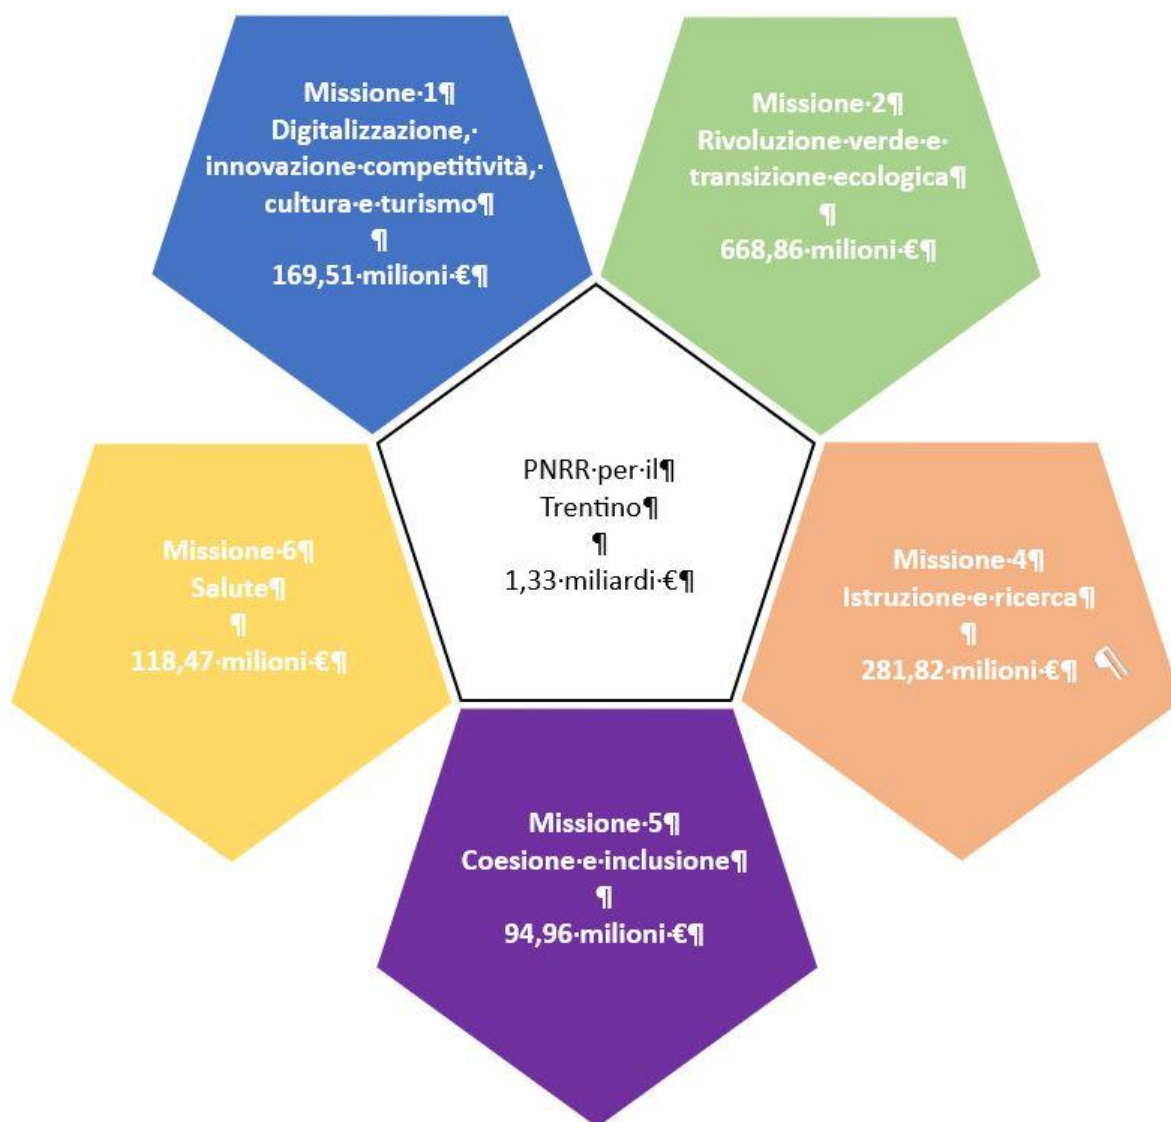 Missione·1¶
Digitalizzazione,·
innovazione·competitività,·
cultura·e·turismo¶
¶
169,51·milioni·€¶
Missione·2¶
Rivoluzione·verde·e·
transizione·ecologica¶
¶
668,86·milioni·€¶
PNRR·per·il¶
Trentino¶
¶
1,33·miliardi·€¶
Missione·6¶
Salute¶
¶
118,47·milioni·€¶
Missione·4¶
Istruzione·e·ricerca¶
¶
281,82·milioni·€¶ ¶
Missione·5¶
Coesione·e·inclusione¶
¶
94,96·milioni·€¶